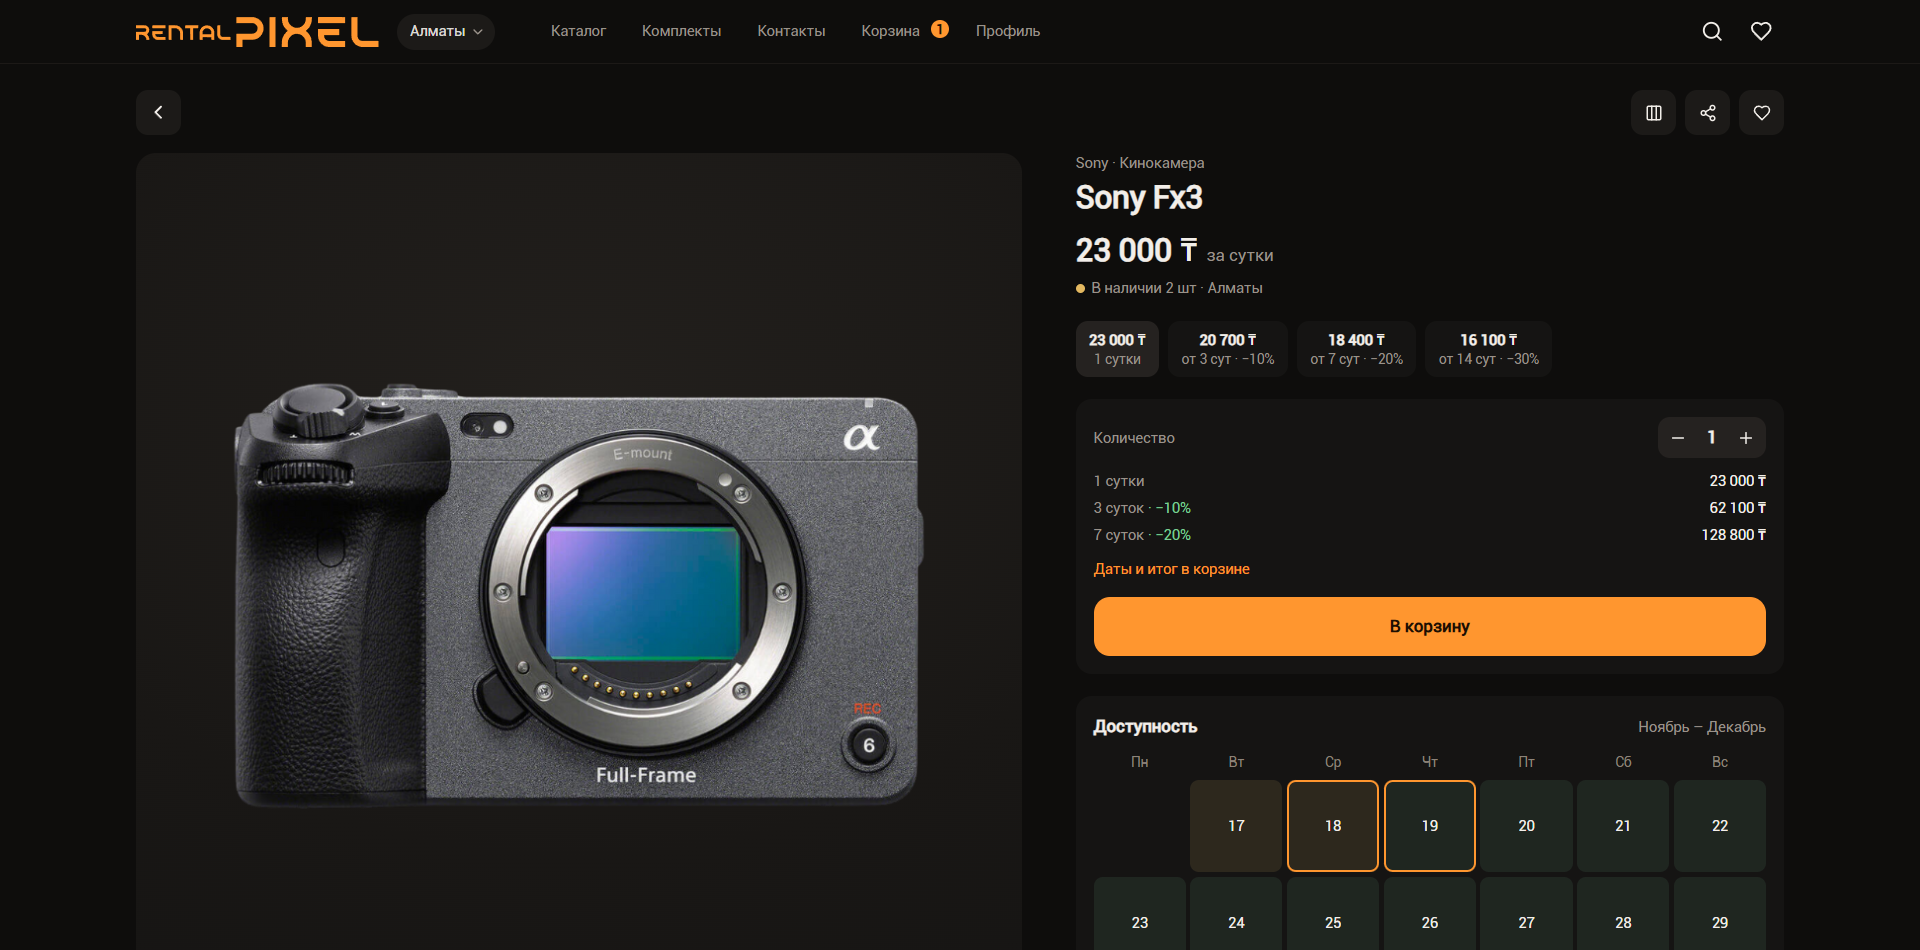 RENTAL PIXEL
Алматы
Каталог
Комплекты
Контакты
Корзина 1
Профиль
Sony · Кинокамера
Sony Fx3
23 000 ₸ за сутки
В наличии 2 шт · Алматы
23 000 ₸
1 сутки
20 700 ₸
от 3 сут · −10%
18 400 ₸
от 7 сут · −20%
16 100 ₸
от 14 сут · −30%
Количество
− 1 +
1 сутки 23 000 ₸
3 суток · −10% 62 100 ₸
7 суток · −20% 128 800 ₸
Даты и итог в корзине
В корзину
α
E-mount
REC
6
Full-Frame
Доступность
Ноябрь – Декабрь
Пн Вт Ср Чт Пт Сб Вс
17 18 19 20 21 22
23 24 25 26 27 28 29